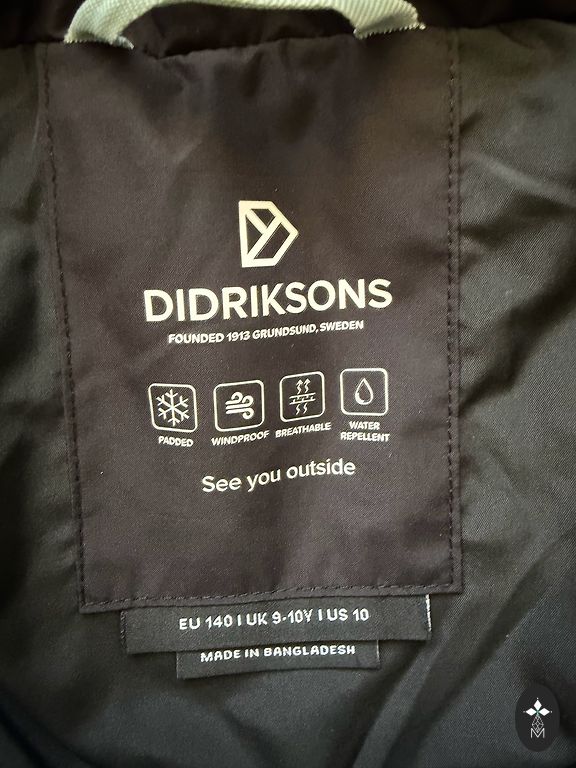 DIDRIKSONS
FOUNDED 1913 GRUNDSUND, SWEDEN
PADDED WINDPROOF BREATHABLE WATER REPELLENT
See you outside
EU 140 I UK 9-10Y I US 10
MADE IN BANGLADESH
M